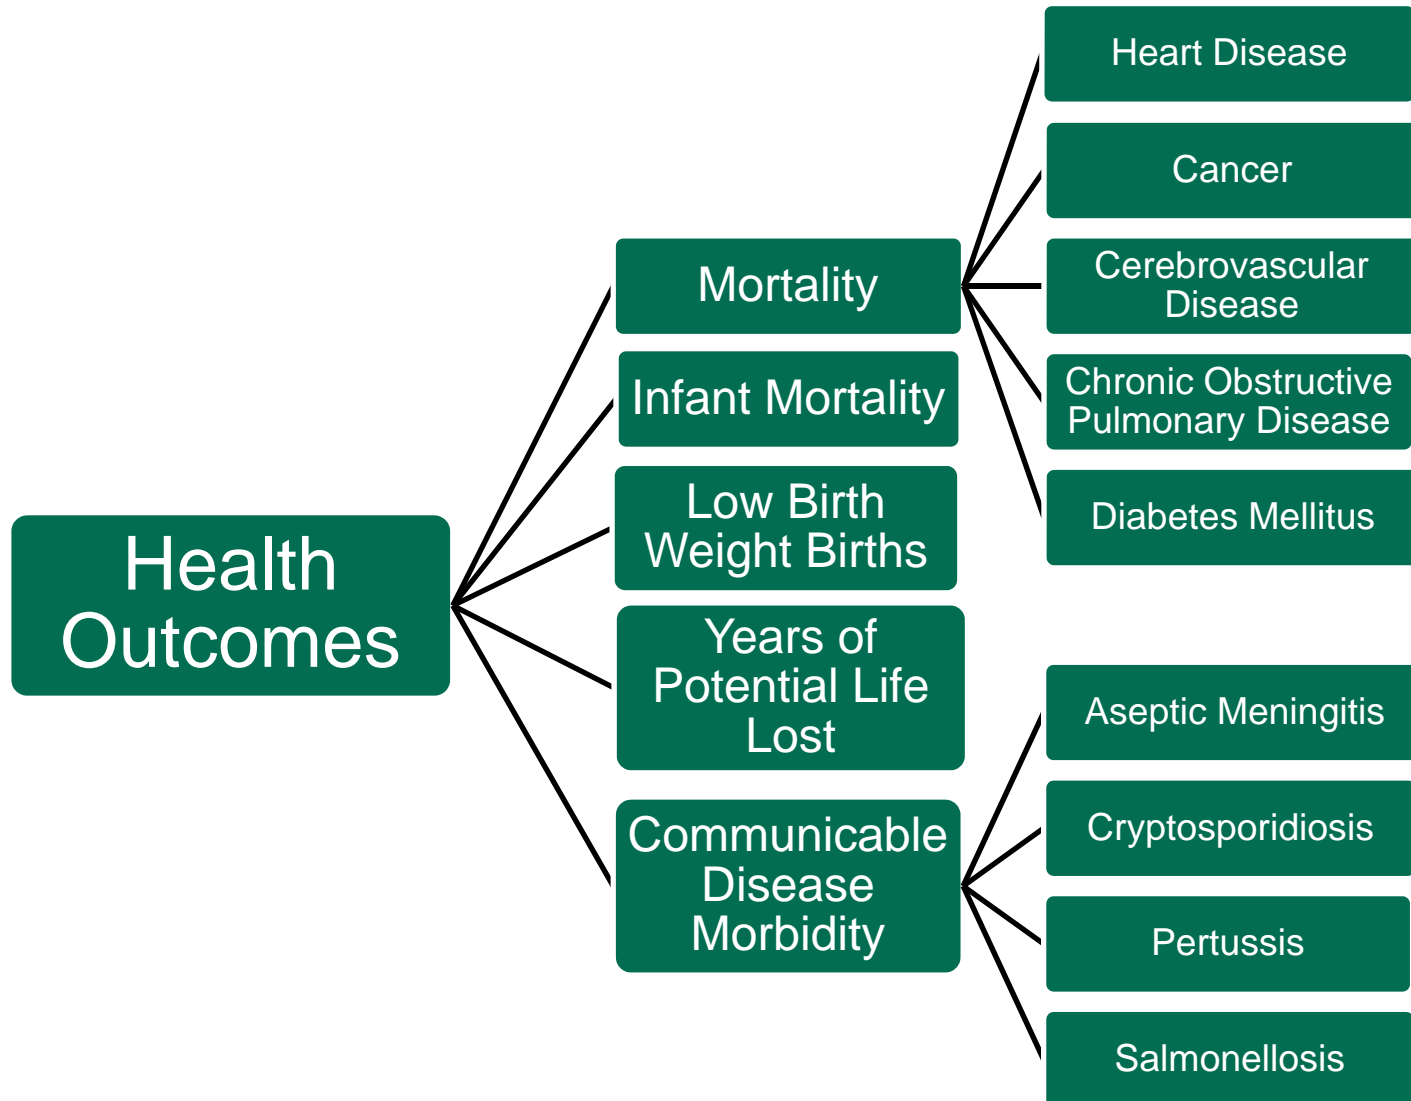 Health
Outcomes
Mortality
Infant Mortality
Low Birth
Weight Births
Years of
Potential Life
Lost
Communicable
Disease
Morbidity
Heart Disease
Cancer
Cerebrovascular
Disease
Chronic Obstructive
Pulmonary Disease
Diabetes Mellitus
Aseptic Meningitis
Cryptosporidiosis
Pertussis
Salmonellosis